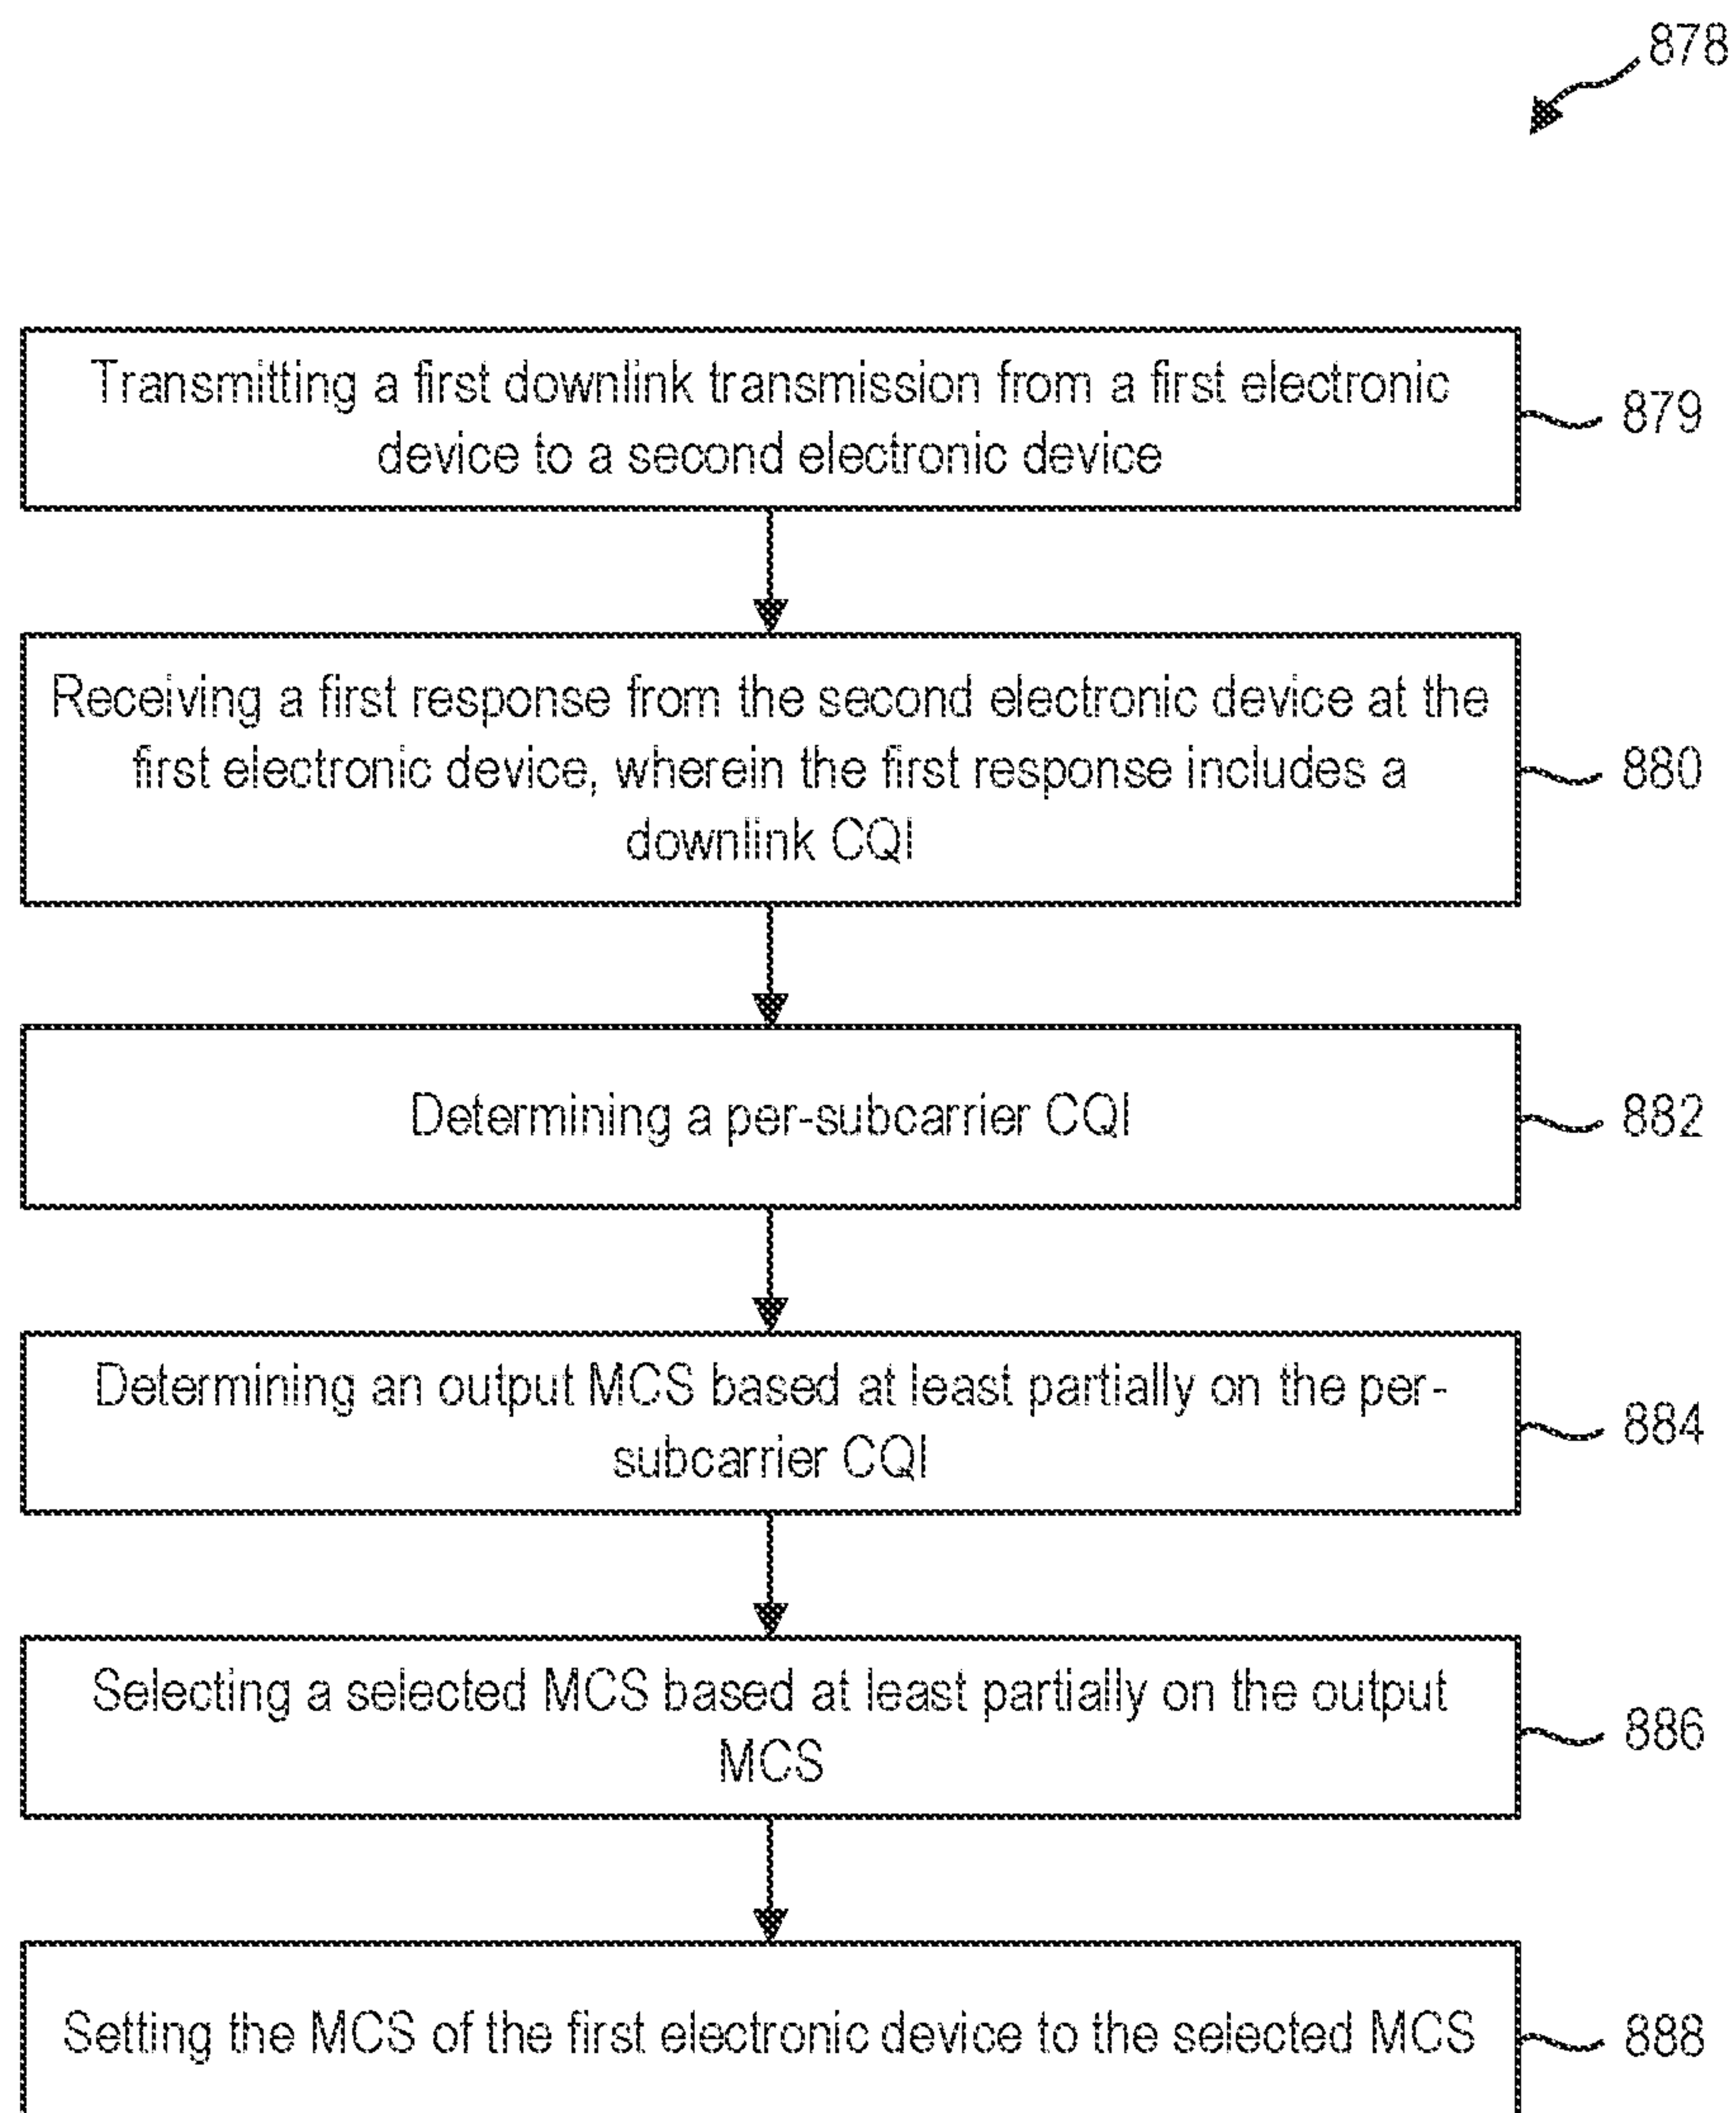 878
Transmitting a first downlink transmission from a first electronic
device to a second electronic device
879
Receiving a first response from the second electronic device at the
first electronic device, wherein the first response includes a
downlink CQI
880
Determining a per-subcarrier CQI
882
Determining an output MCS based at least partially on the per-
subcarrier CQI
884
Selecting a selected MCS based at least partially on the output
MCS
886
Setting the MCS of the first electronic device to the selected MCS
888